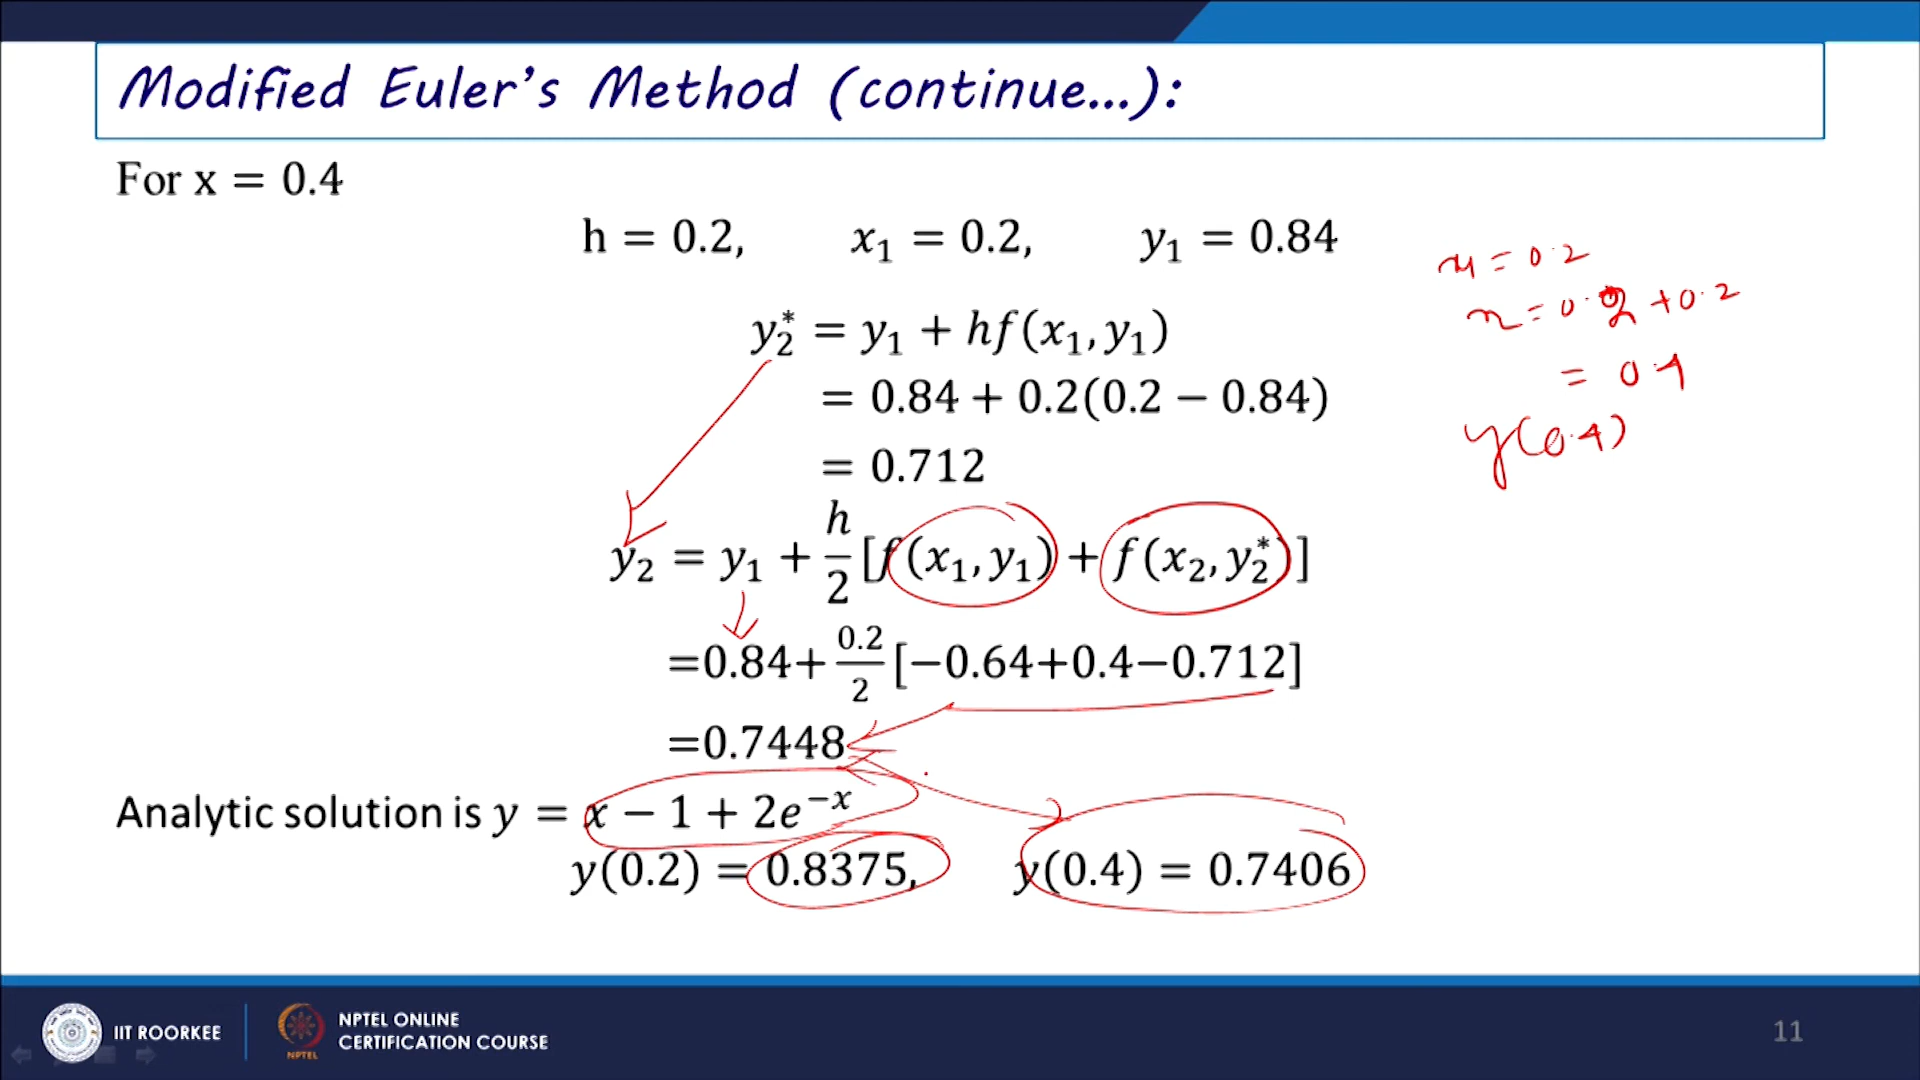 Modified Euler's Method (continue...):
For x = 0.4
h = 0.2, x₁ = 0.2, y₁ = 0.84
y₂* = y₁ + hf(x₁, y₁)
= 0.84 + 0.2(0.2 − 0.84)
= 0.712
y₂ = y₁ + h/2 [f(x₁, y₁) + f(x₂, y₂*)]
=0.84+ 0.2/2 [−0.64+0.4−0.712]
=0.7448
Analytic solution is y = x − 1 + 2e⁻ˣ
y(0.2) = 0.8375, y(0.4) = 0.7406
= 0.2
= 0.2 + 0.2
= 0.4
y(0.4)
IIT ROORKEE
NPTEL
NPTEL ONLINE
CERTIFICATION COURSE
11